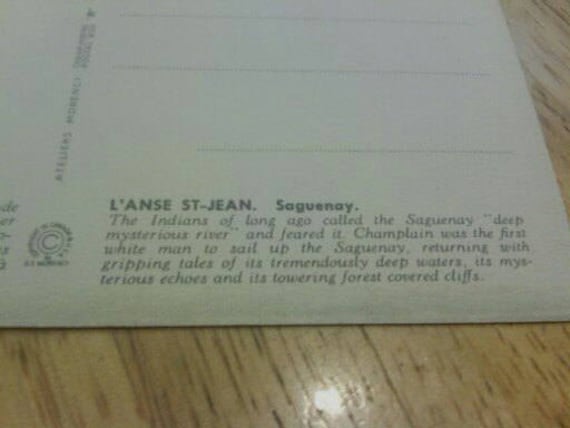 ATELIERS MORENCY
L'ANSE ST-JEAN. Saguenay.
The Indians of long ago called the Saguenay "deep
mysterious river" and feared it. Champlain was the first
white man to sail up the Saguenay, returning with
gripping tales of its tremendously deep waters, its mys-
terious echoes and its towering forest covered cliffs.